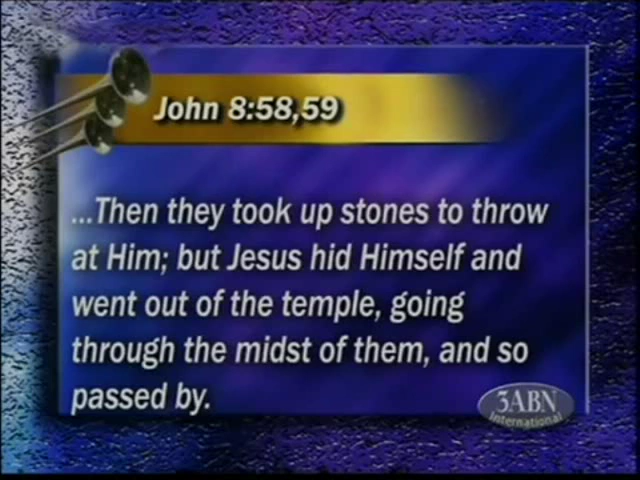 John 8:58,59
...Then they took up stones to throw
at Him; but Jesus hid Himself and
went out of the temple, going
through the midst of them, and so
passed by.
3ABN
International